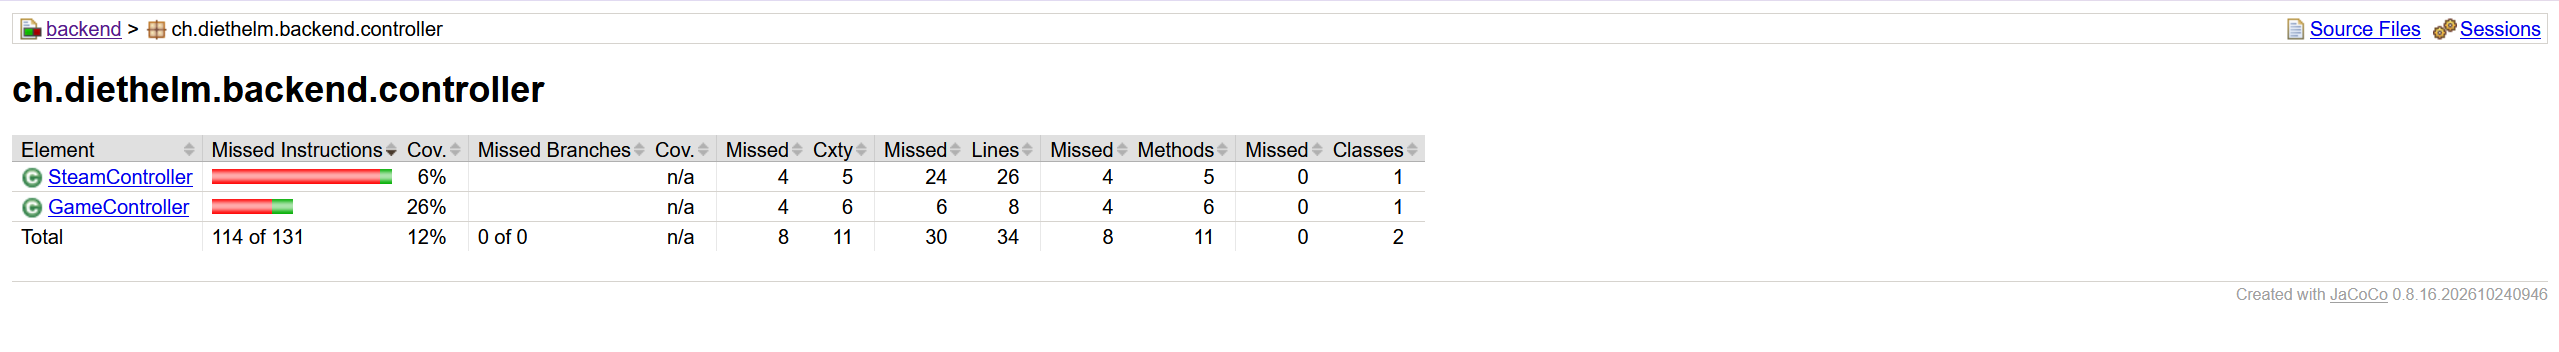 backend > ch.diethelm.backend.controller Source Files Sessions
ch.diethelm.backend.controller
Element Missed Instructions Cov. Missed Branches Cov. Missed Cxty Missed Lines Missed Methods Missed Classes
C SteamController 6% n/a 4 5 24 26 4 5 0 1
C GameController 26% n/a 4 6 6 8 4 6 0 1
Total 114 of 131 12% 0 of 0 n/a 8 11 30 34 8 11 0 2
Created with JaCoCo 0.8.16.202610240946